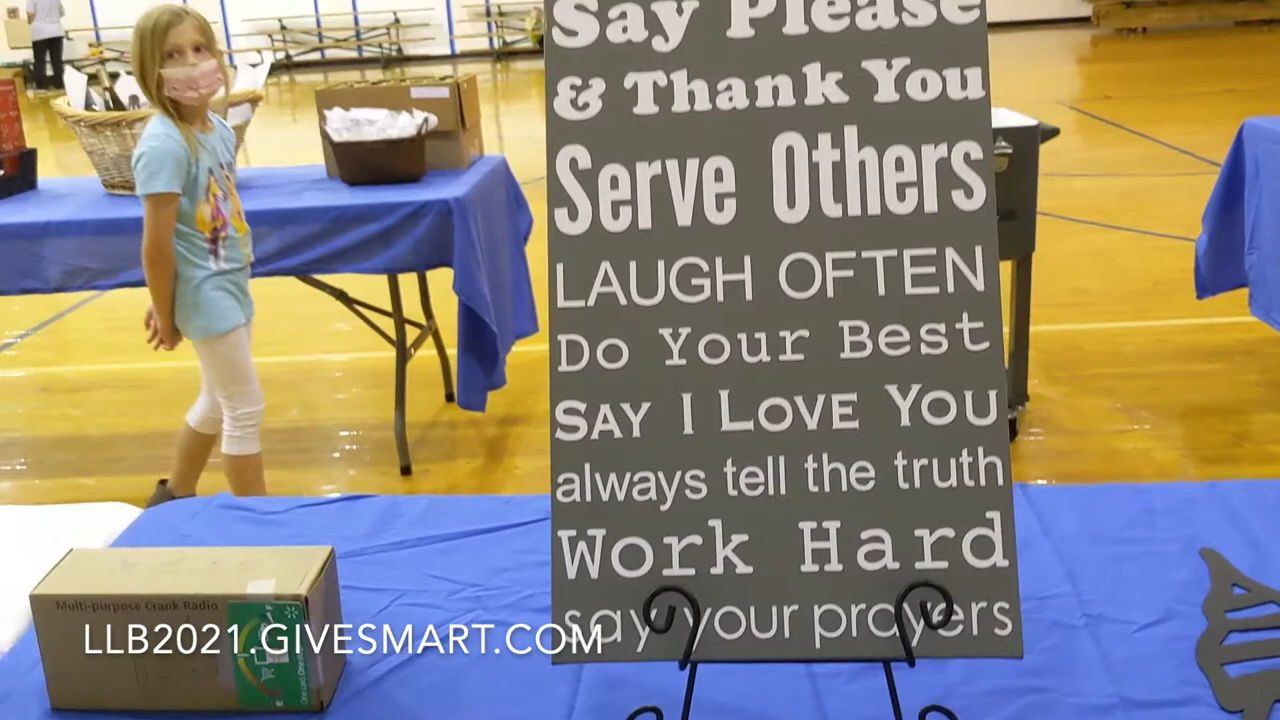 Say Please
& Thank You
Serve Others
LAUGH OFTEN
Do Your Best
SAY I LOVE YOU
always tell the truth
Work Hard
say your prayers
Multi-purpose Crank Radio
LLB2021.GIVESMART.COM